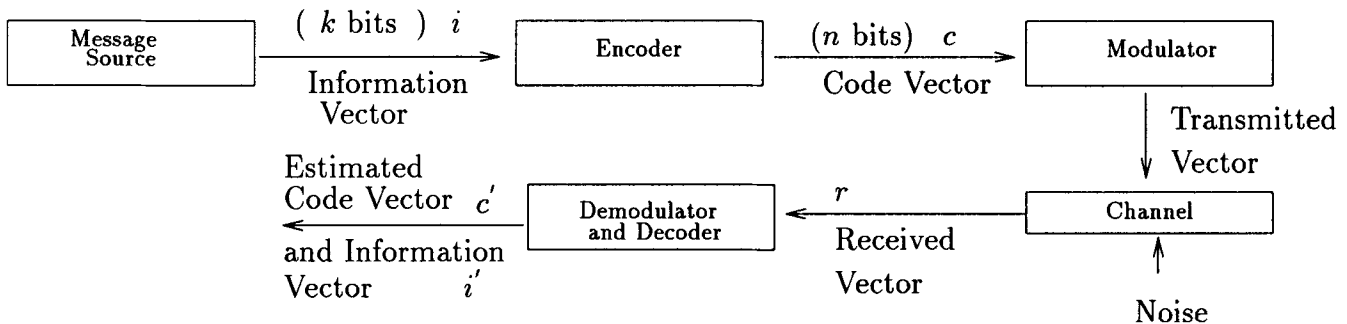 Message
Source
( k bits ) i
Information
Vector
Encoder
(n bits) c
Code Vector
Modulator
Transmitted
Vector
Channel
Noise
r
Received
Vector
Demodulator
and Decoder
Estimated
Code Vector c′
and Information
Vector i′